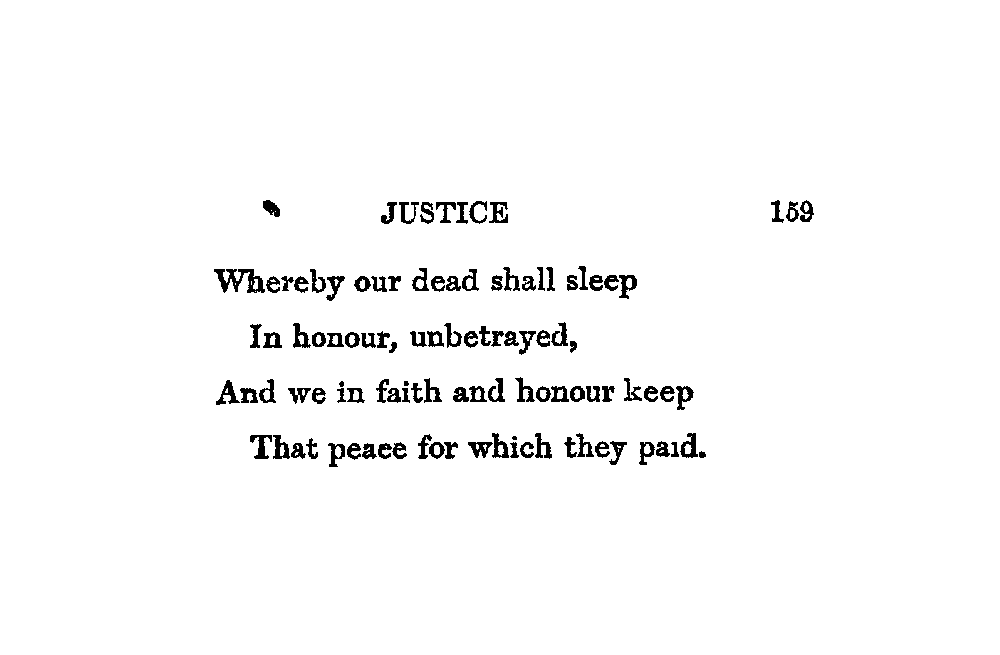 JUSTICE 159
Whereby our dead shall sleep
In honour, unbetrayed,
And we in faith and honour keep
That peace for which they paid.